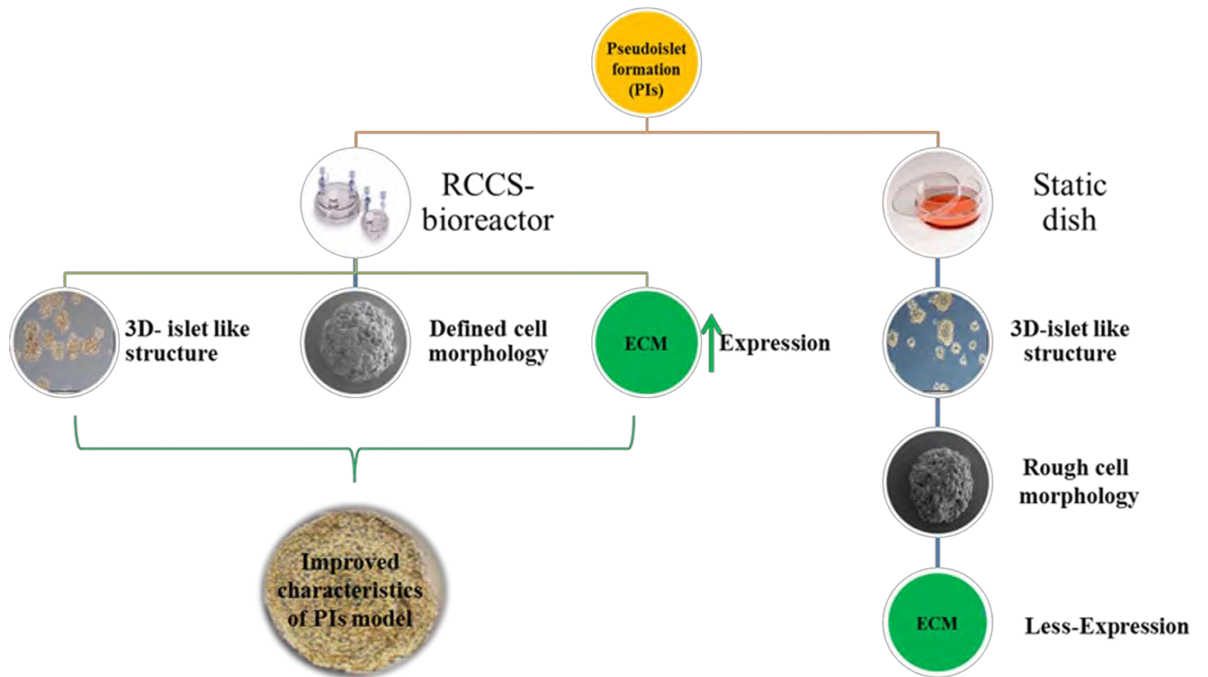 Pseudoislet
formation
(PIs)
RCCS-
bioreactor
Static
dish
3D- islet like
structure
Defined cell
morphology
ECM
Expression
3D-islet like
structure
Rough cell
morphology
Improved
characteristics
of PIs model
ECM
Less-Expression